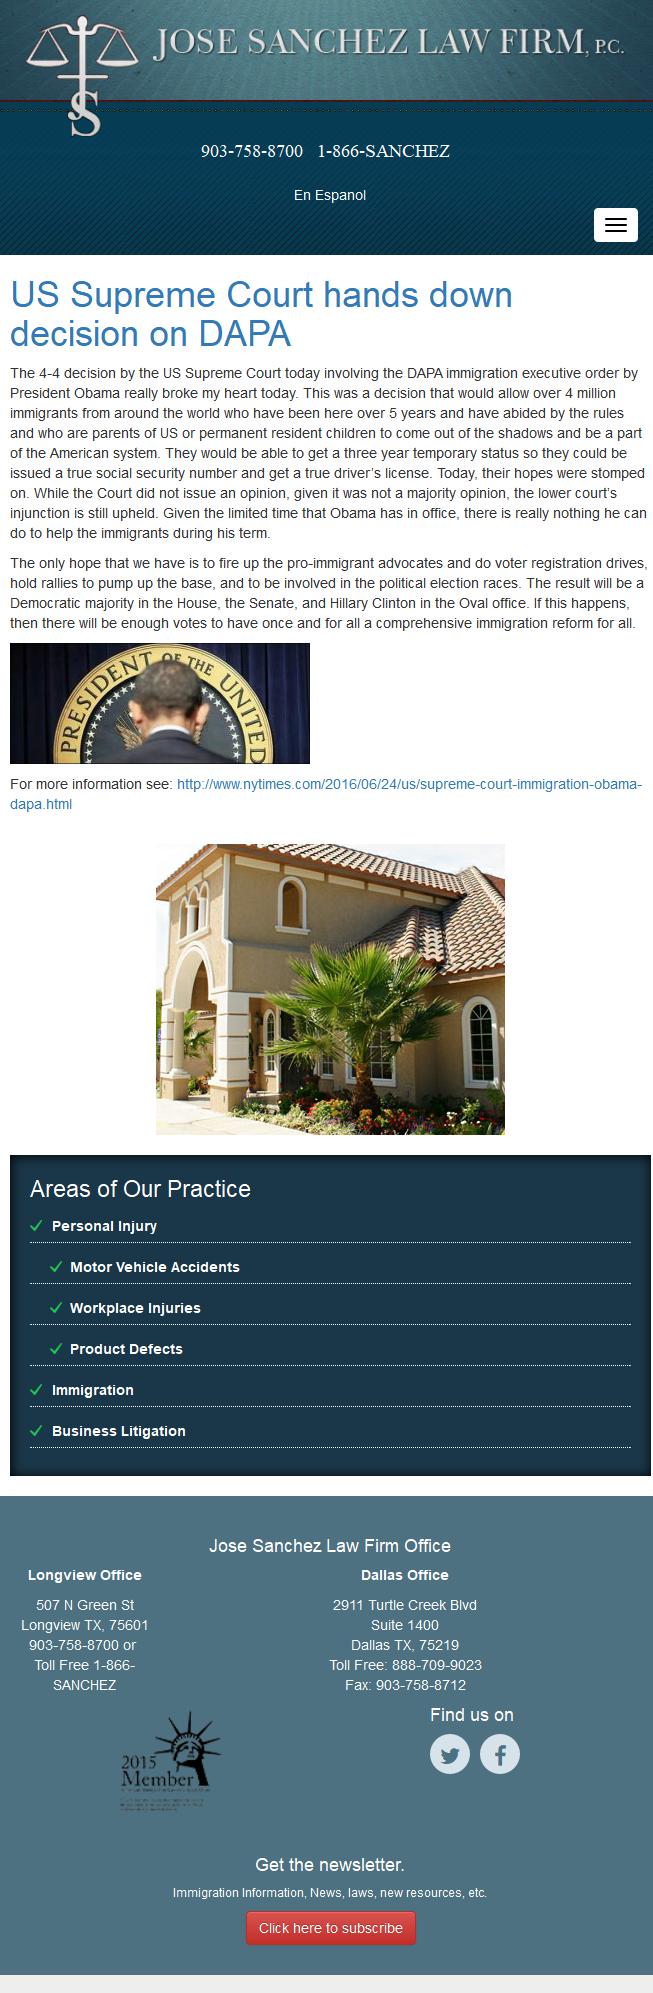 JOSE SANCHEZ LAW FIRM, P.C.
JS
903-758-8700 1-866-SANCHEZ
En Espanol
US Supreme Court hands down
decision on DAPA
The 4-4 decision by the US Supreme Court today involving the DAPA immigration executive order by
President Obama really broke my heart today. This was a decision that would allow over 4 million
immigrants from around the world who have been here over 5 years and have abided by the rules
and who are parents of US or permanent resident children to come out of the shadows and be a part
of the American system. They would be able to get a three year temporary status so they could be
issued a true social security number and get a true driver’s license. Today, their hopes were stomped
on. While the Court did not issue an opinion, given it was not a majority opinion, the lower court’s
injunction is still upheld. Given the limited time that Obama has in office, there is really nothing he can
do to help the immigrants during his term.
The only hope that we have is to fire up the pro-immigrant advocates and do voter registration drives,
hold rallies to pump up the base, and to be involved in the political election races. The result will be a
Democratic majority in the House, the Senate, and Hillary Clinton in the Oval office. If this happens,
then there will be enough votes to have once and for all a comprehensive immigration reform for all.
PRESIDENT OF THE UNITED
For more information see: http://www.nytimes.com/2016/06/24/us/supreme-court-immigration-obama-
dapa.html
Areas of Our Practice
Personal Injury
Motor Vehicle Accidents
Workplace Injuries
Product Defects
Immigration
Business Litigation
Jose Sanchez Law Firm Office
Longview Office
507 N Green St
Longview TX, 75601
903-758-8700 or
Toll Free 1-866-
SANCHEZ
Dallas Office
2911 Turtle Creek Blvd
Suite 1400
Dallas TX, 75219
Toll Free: 888-709-9023
Fax: 903-758-8712
2015
Member
Find us on
Get the newsletter.
Immigration Information, News, laws, new resources, etc.
Click here to subscribe